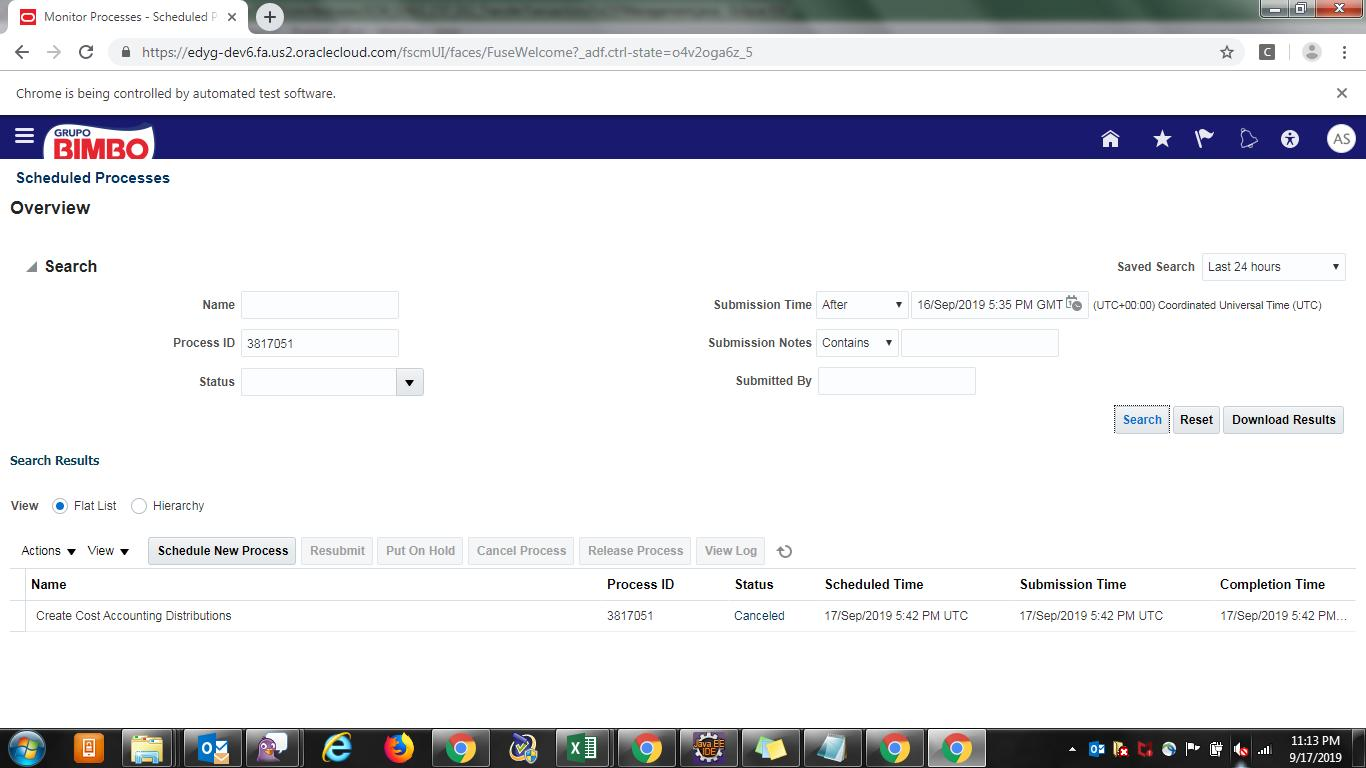 Monitor Processes - Scheduled P
https://edyg-dev6.fa.us2.oraclecloud.com/fscmUI/faces/FuseWelcome?_adf.ctrl-state=o4v2oga6z_5
C
Chrome is being controlled by automated test software.
GRUPO
BIMBO
AS
Scheduled Processes
Overview
Search
Saved Search Last 24 hours
Name
Submission Time After 16/Sep/2019 5:35 PM GMT (UTC+00:00) Coordinated Universal Time (UTC)
Process ID 3817051
Submission Notes Contains
Status
Submitted By
Search Reset Download Results
Search Results
View Flat List Hierarchy
Actions View Schedule New Process Resubmit Put On Hold Cancel Process Release Process View Log
Name Process ID Status Scheduled Time Submission Time Completion Time
Create Cost Accounting Distributions 3817051 Canceled 17/Sep/2019 5:42 PM UTC 17/Sep/2019 5:42 PM UTC 17/Sep/2019 5:42 PM...
Java EE
IDE
11:13 PM
9/17/2019